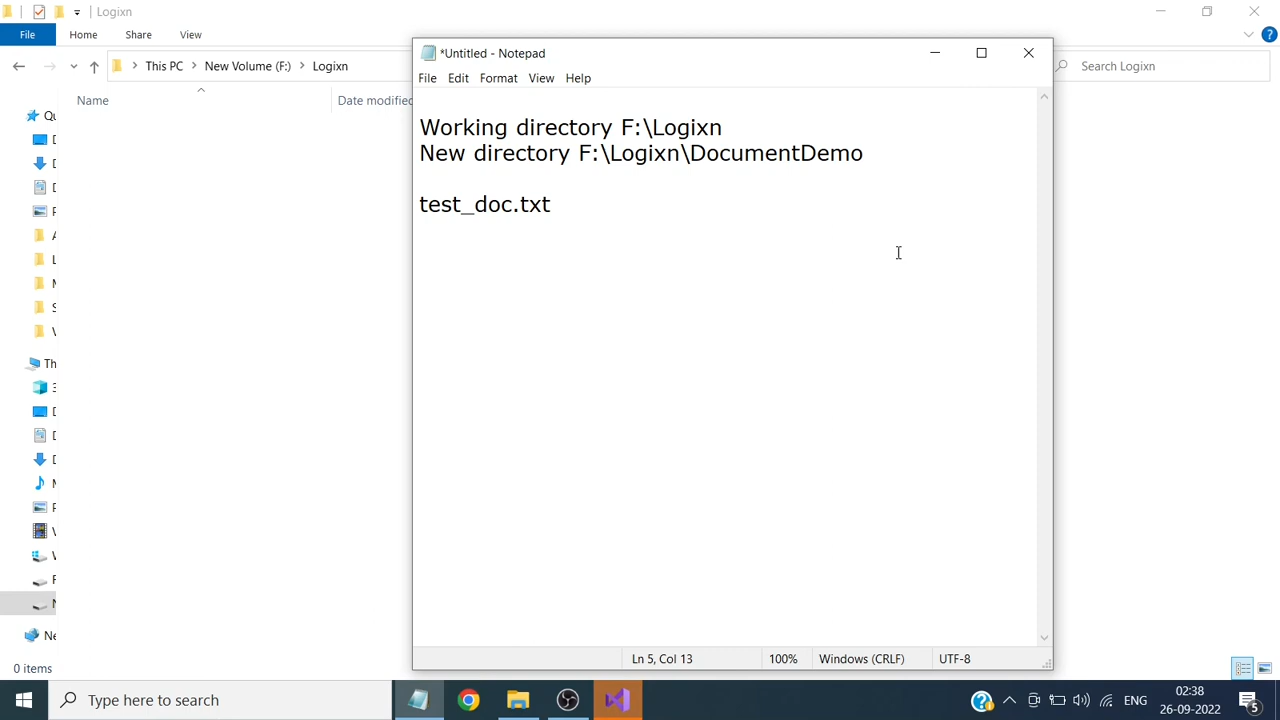 Logixn
File Home Share View
This PC New Volume (F:) Logixn
Search Logixn
Name
Date modified
*Untitled - Notepad
File Edit Format View Help
Working directory F:\Logixn
New directory F:\Logixn\DocumentDemo
test_doc.txt
Ln 5, Col 13
100%
Windows (CRLF)
UTF-8
0 items
Type here to search
ENG
02:38
26-09-2022
5